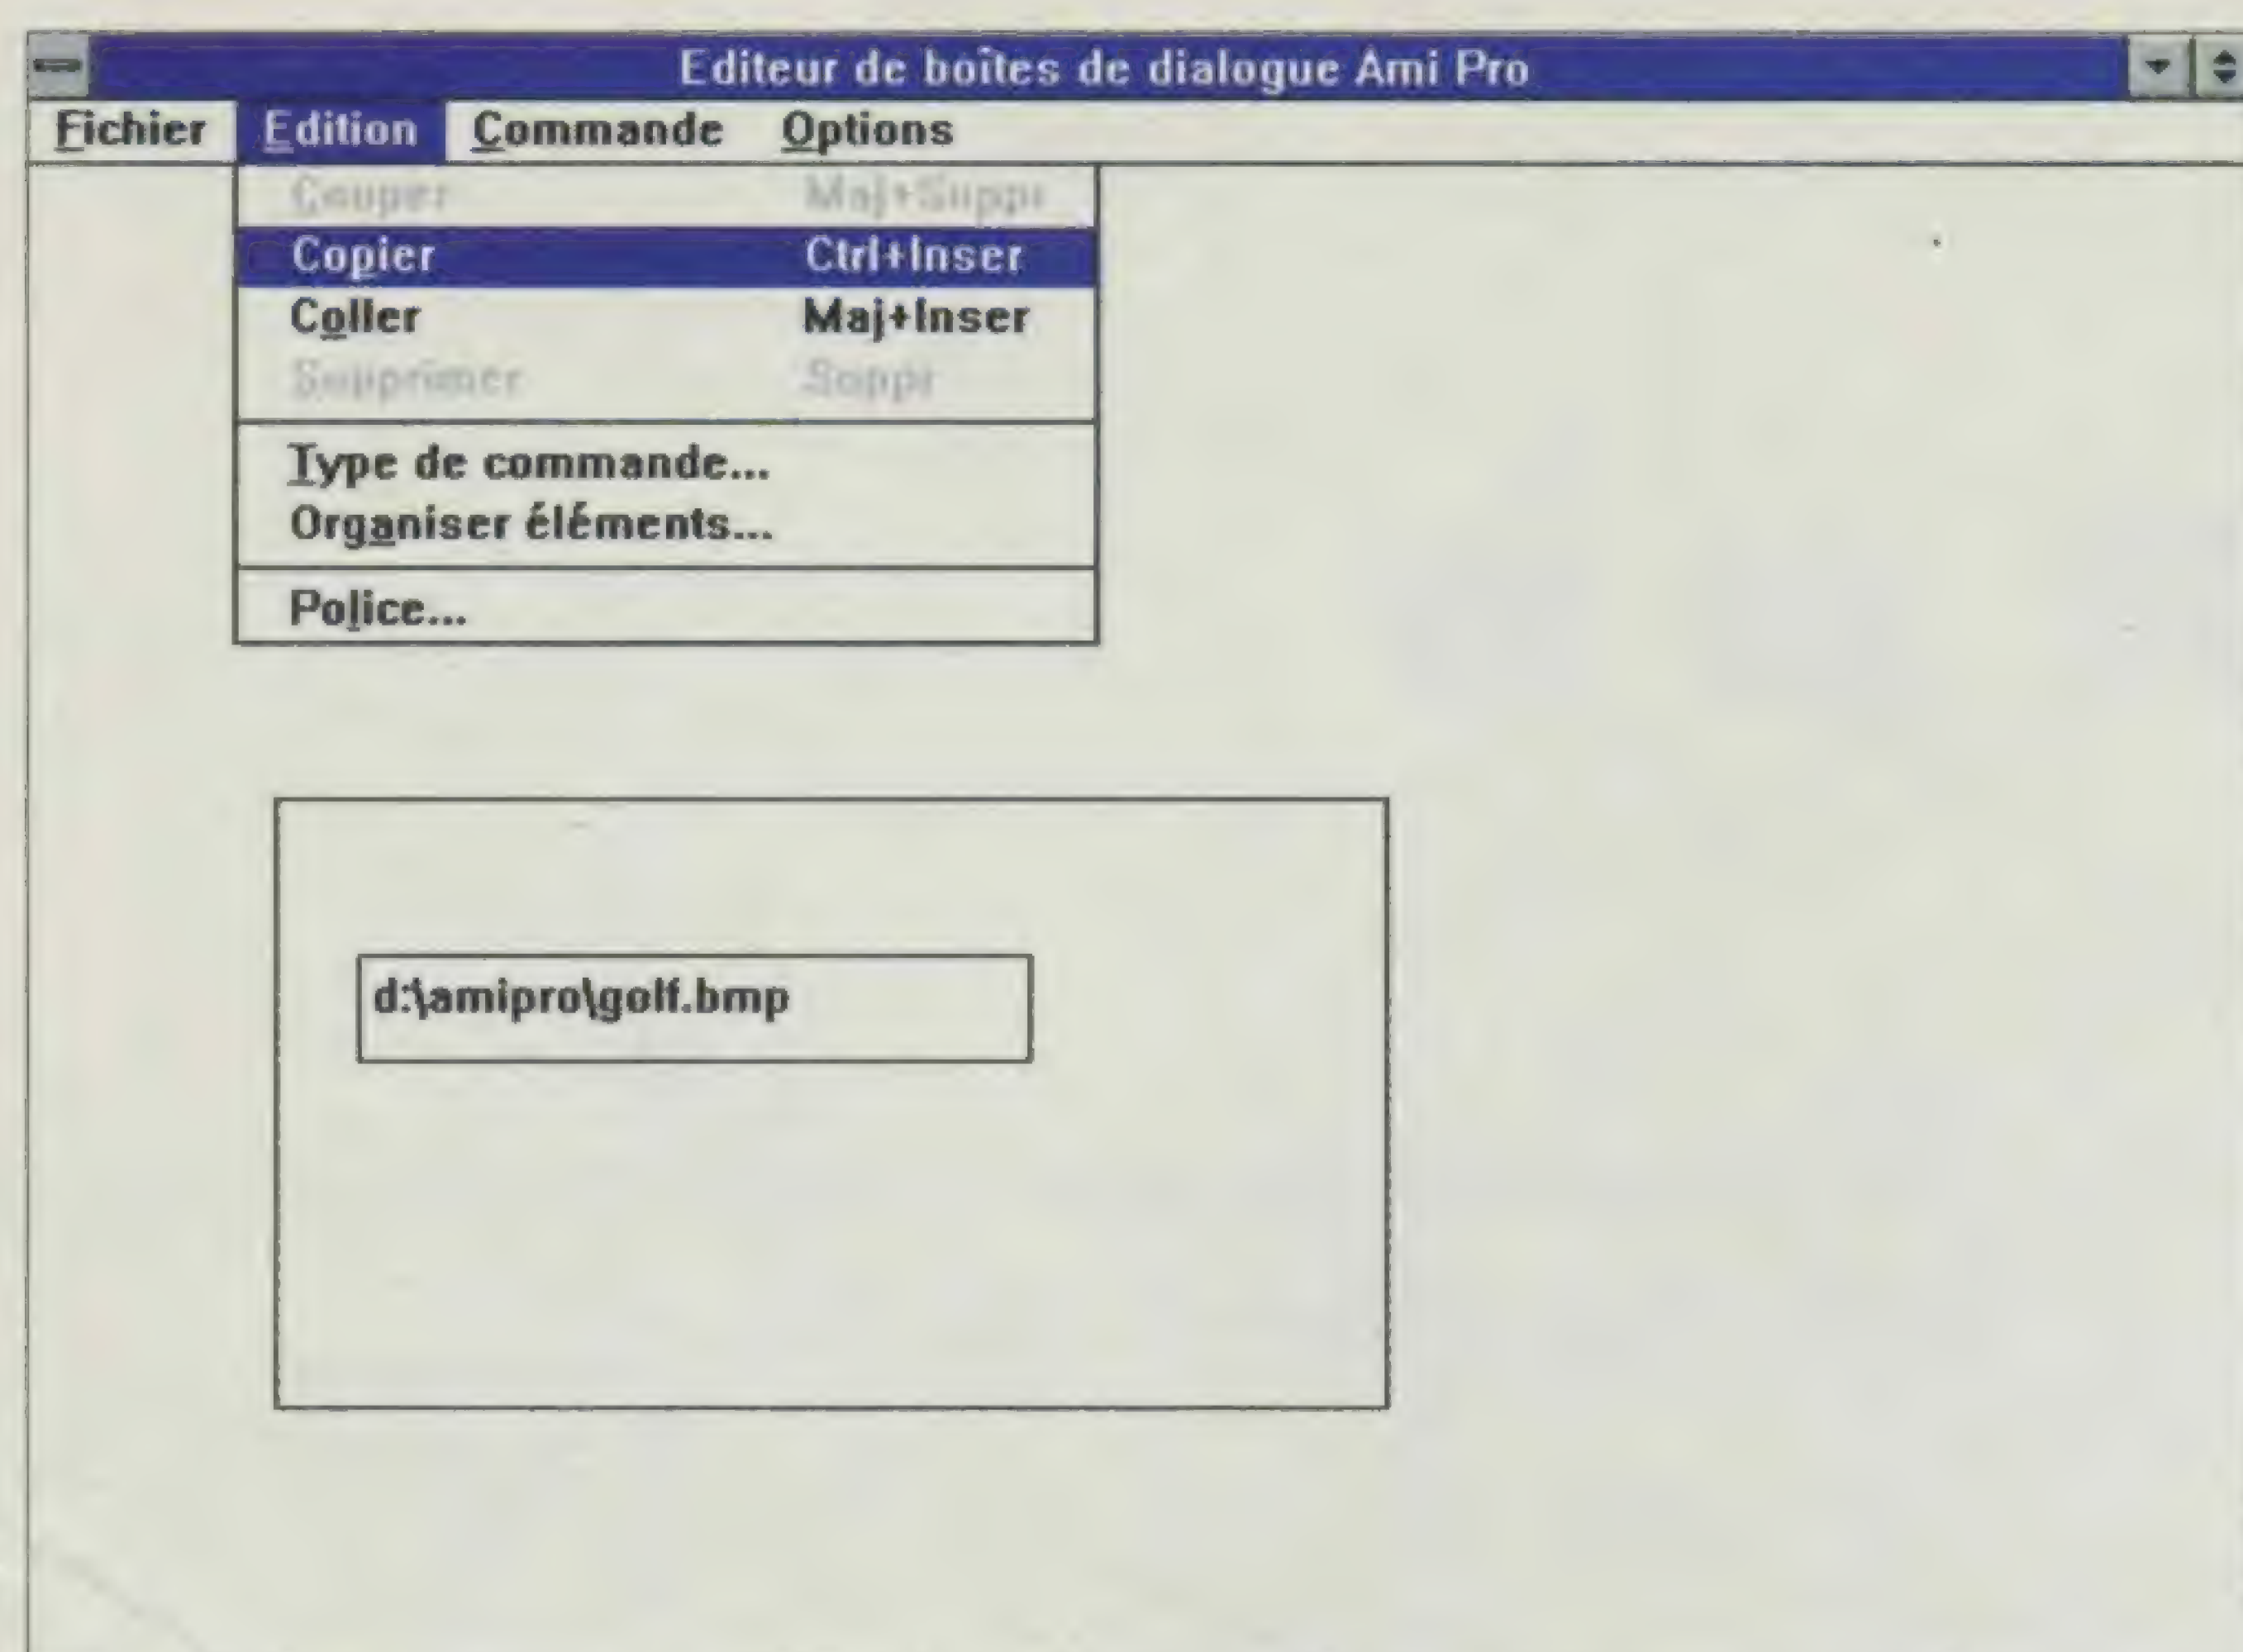 Editeur de boîtes de dialogue Ami Pro
Fichier Edition Commande Options
Couper Maj+Suppr
Copier Ctrl+Inser
Coller Maj+Inser
Supprimer Suppr
Type de commande...
Organiser éléments...
Police...
d:\amipro\golf.bmp